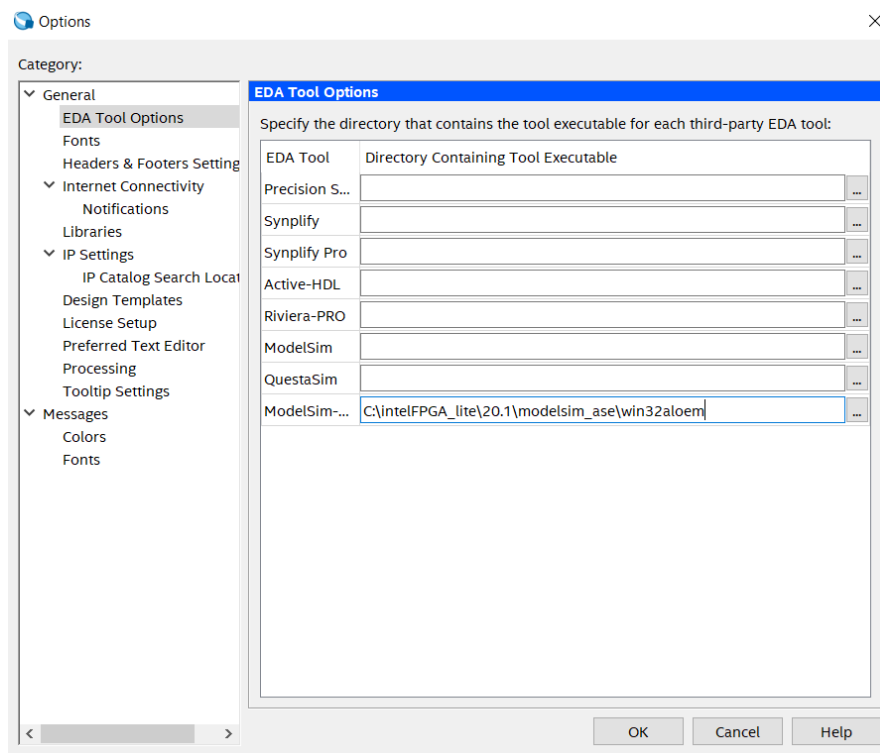 Options
Category:
General
EDA Tool Options
Fonts
Headers & Footers Setting
Internet Connectivity
Notifications
Libraries
IP Settings
IP Catalog Search Locat
Design Templates
License Setup
Preferred Text Editor
Processing
Tooltip Settings
Messages
Colors
Fonts
EDA Tool Options
Specify the directory that contains the tool executable for each third-party EDA tool:
EDA Tool Directory Containing Tool Executable
Precision S... ...
Synplify ...
Synplify Pro ...
Active-HDL ...
Riviera-PRO ...
ModelSim ...
QuestaSim ...
ModelSim-... C:\intelFPGA_lite\20.1\modelsim_ase\win32aloem ...
OK Cancel Help